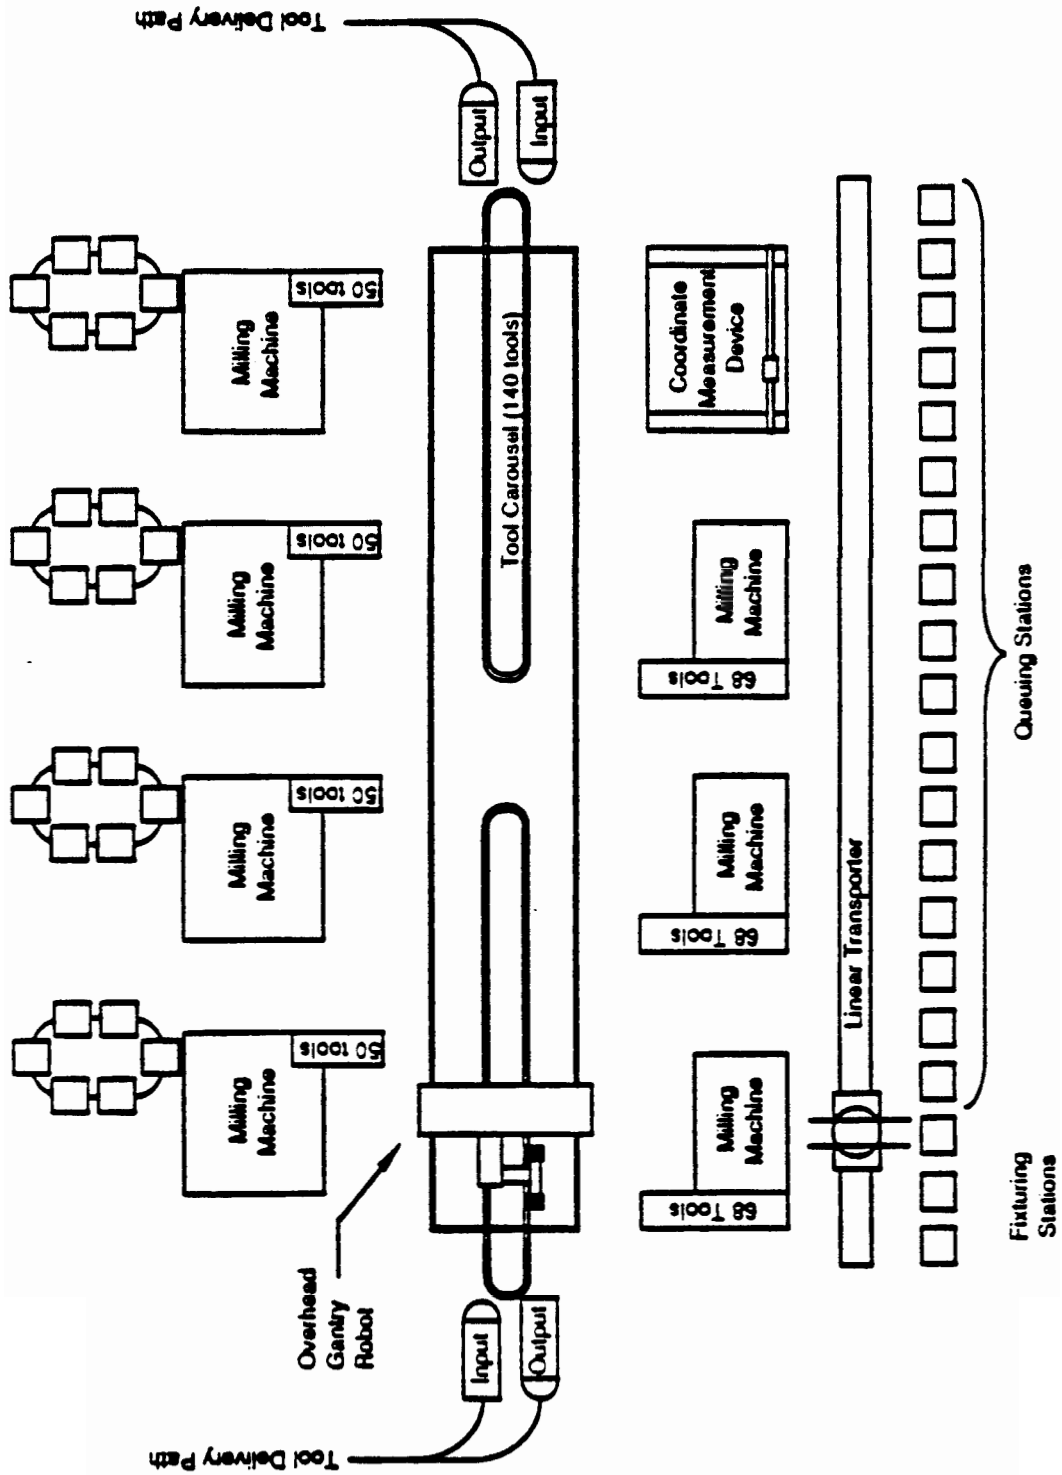 Tool Delivery Path
Output
Input
50 tools
Milling
Machine
50 tools
Milling
Machine
50 tools
Milling
Machine
50 tools
Milling
Machine
Tool Carousel (140 tools)
Overhead
Gantry
Robot
Coordinate
Measurement
Device
Milling
Machine
68 Tools
Milling
Machine
68 Tools
Milling
Machine
68 Tools
Linear Transporter
Queuing Stations
Fixturing
Stations
Input
Output
Tool Delivery Path